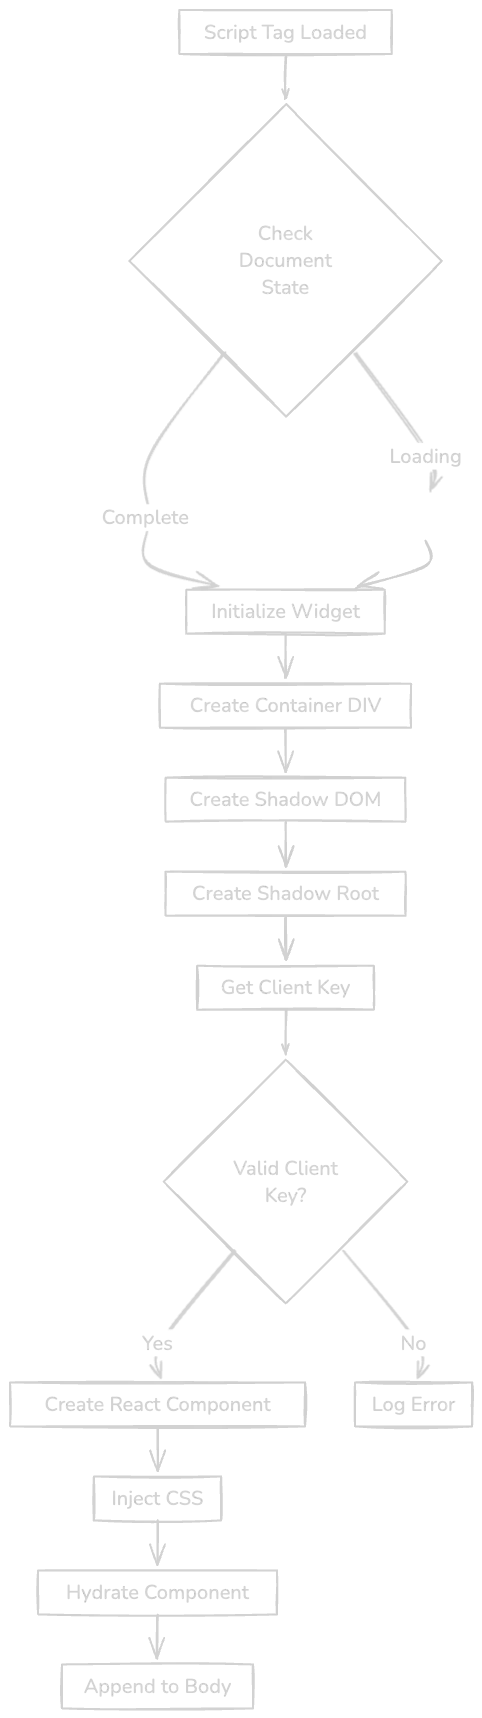 Script Tag Loaded
Check
Document
State
Loading
Complete
Initialize Widget
Create Container DIV
Create Shadow DOM
Create Shadow Root
Get Client Key
Valid Client
Key?
Yes
No
Create React Component
Log Error
Inject CSS
Hydrate Component
Append to Body